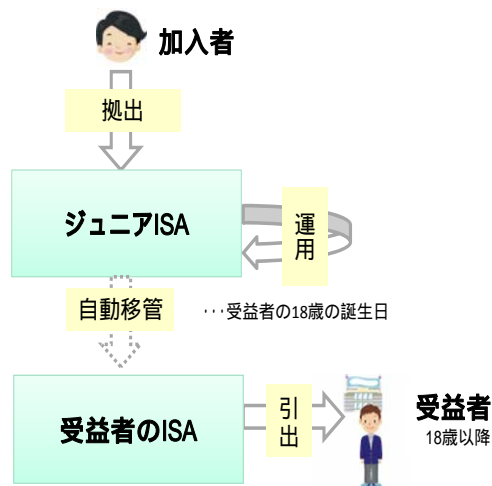 加入者
拠出
ジュニアISA
運用
自動移管
･･･受益者の18歳の誕生日
受益者のISA
引出
受益者
18歳以降